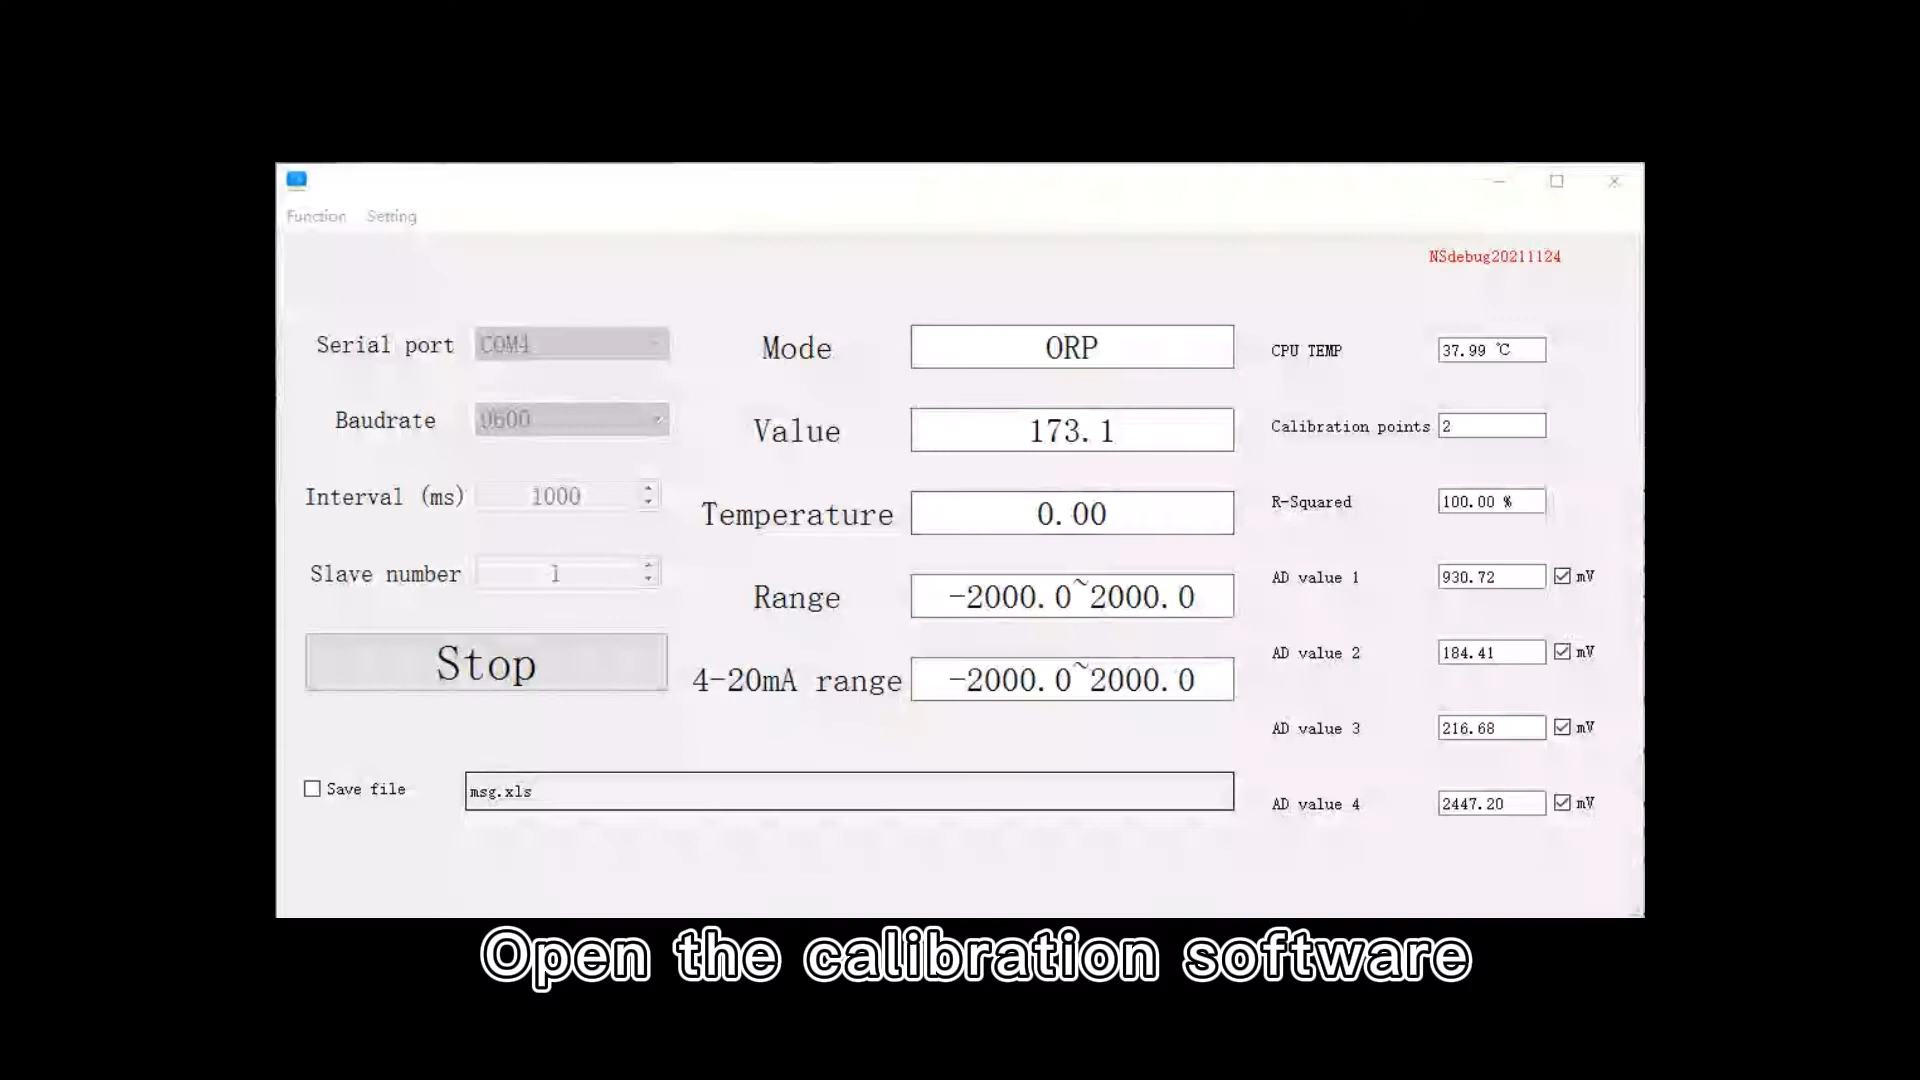 Function Setting
NSdebug20211124
Serial port COM4
Baudrate 9600
Interval (ms) 1000
Slave number 1
Stop
Mode ORP
Value 173.1
Temperature 0.00
Range -2000.0~2000.0
4-20mA range -2000.0~2000.0
CPU TEMP 37.99 ℃
Calibration points 2
R-Squared 100.00 %
AD value 1 930.72 mV
AD value 2 184.41 mV
AD value 3 216.68 mV
AD value 4 2447.20 mV
Save file msg.xls
Open the calibration software